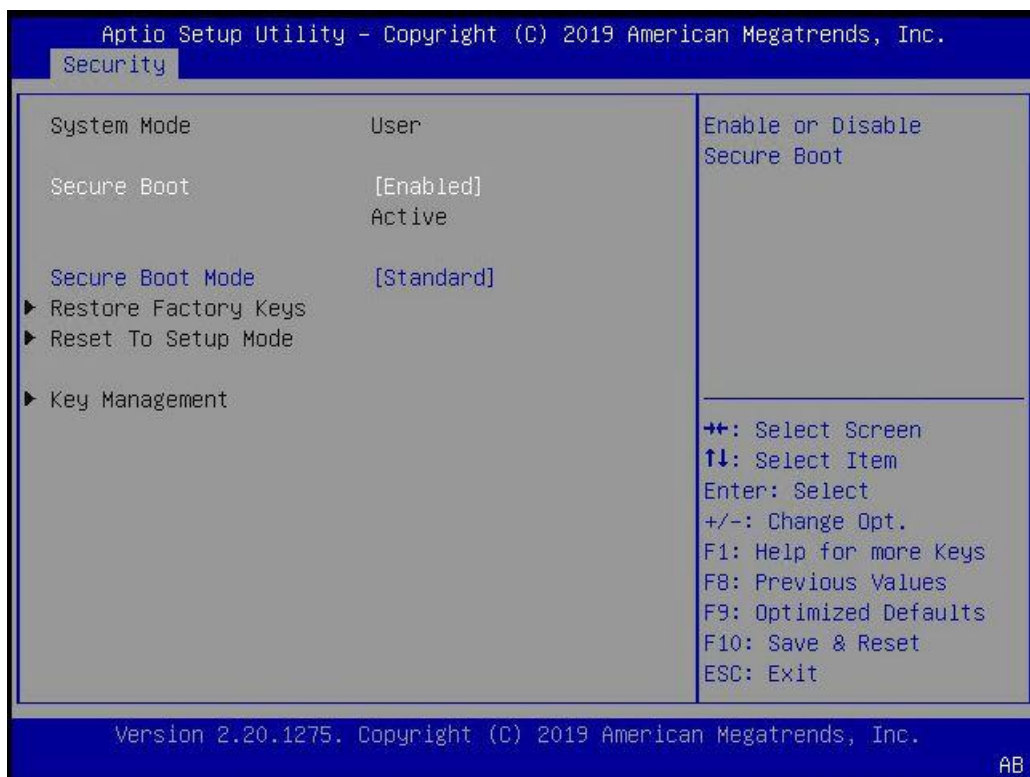 Aptio Setup Utility – Copyright (C) 2019 American Megatrends, Inc.
Security
System Mode User
Secure Boot [Enabled]
Active
Secure Boot Mode [Standard]
▶ Restore Factory Keys
▶ Reset To Setup Mode
▶ Key Management
Enable or Disable
Secure Boot
→←: Select Screen
↑↓: Select Item
Enter: Select
+/-: Change Opt.
F1: Help for more Keys
F8: Previous Values
F9: Optimized Defaults
F10: Save & Reset
ESC: Exit
Version 2.20.1275. Copyright (C) 2019 American Megatrends, Inc.
AB